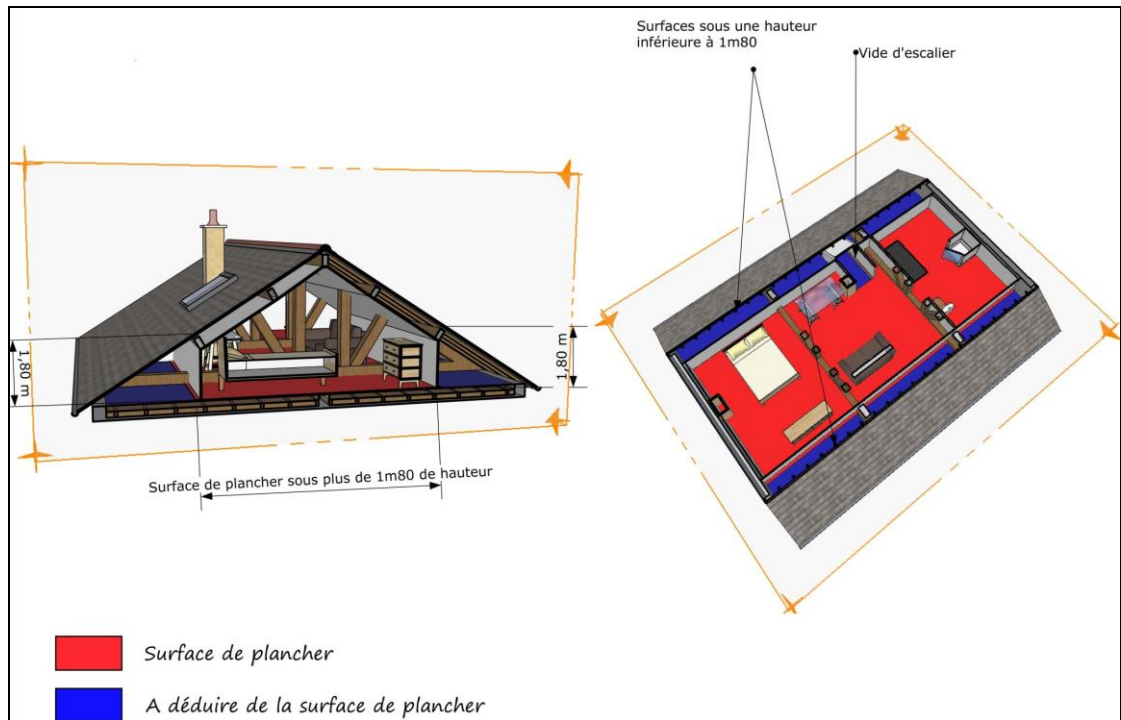 Surfaces sous une hauteur
inférieure à 1m80
Vide d'escalier
1,80 m
1,80 m
Surface de plancher sous plus de 1m80 de hauteur
Surface de plancher
A déduire de la surface de plancher